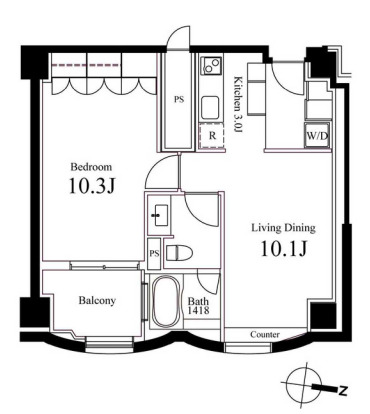 PS
Kitchen 3.0J
R
W/D
Bedroom
10.3J
Living Dining
10.1J
PS
Balcony
Bath
1418
Counter
N